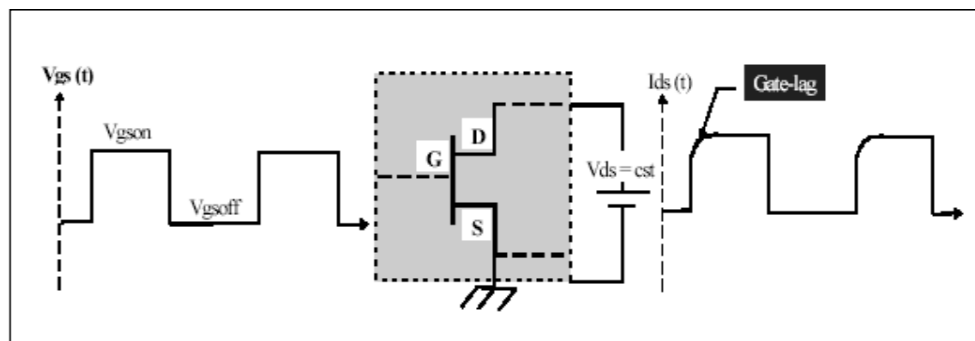 Vgs (t)
Vgson
Vgsoff
G
D
S
Vds = cst
Ids (t)
Gate-lag